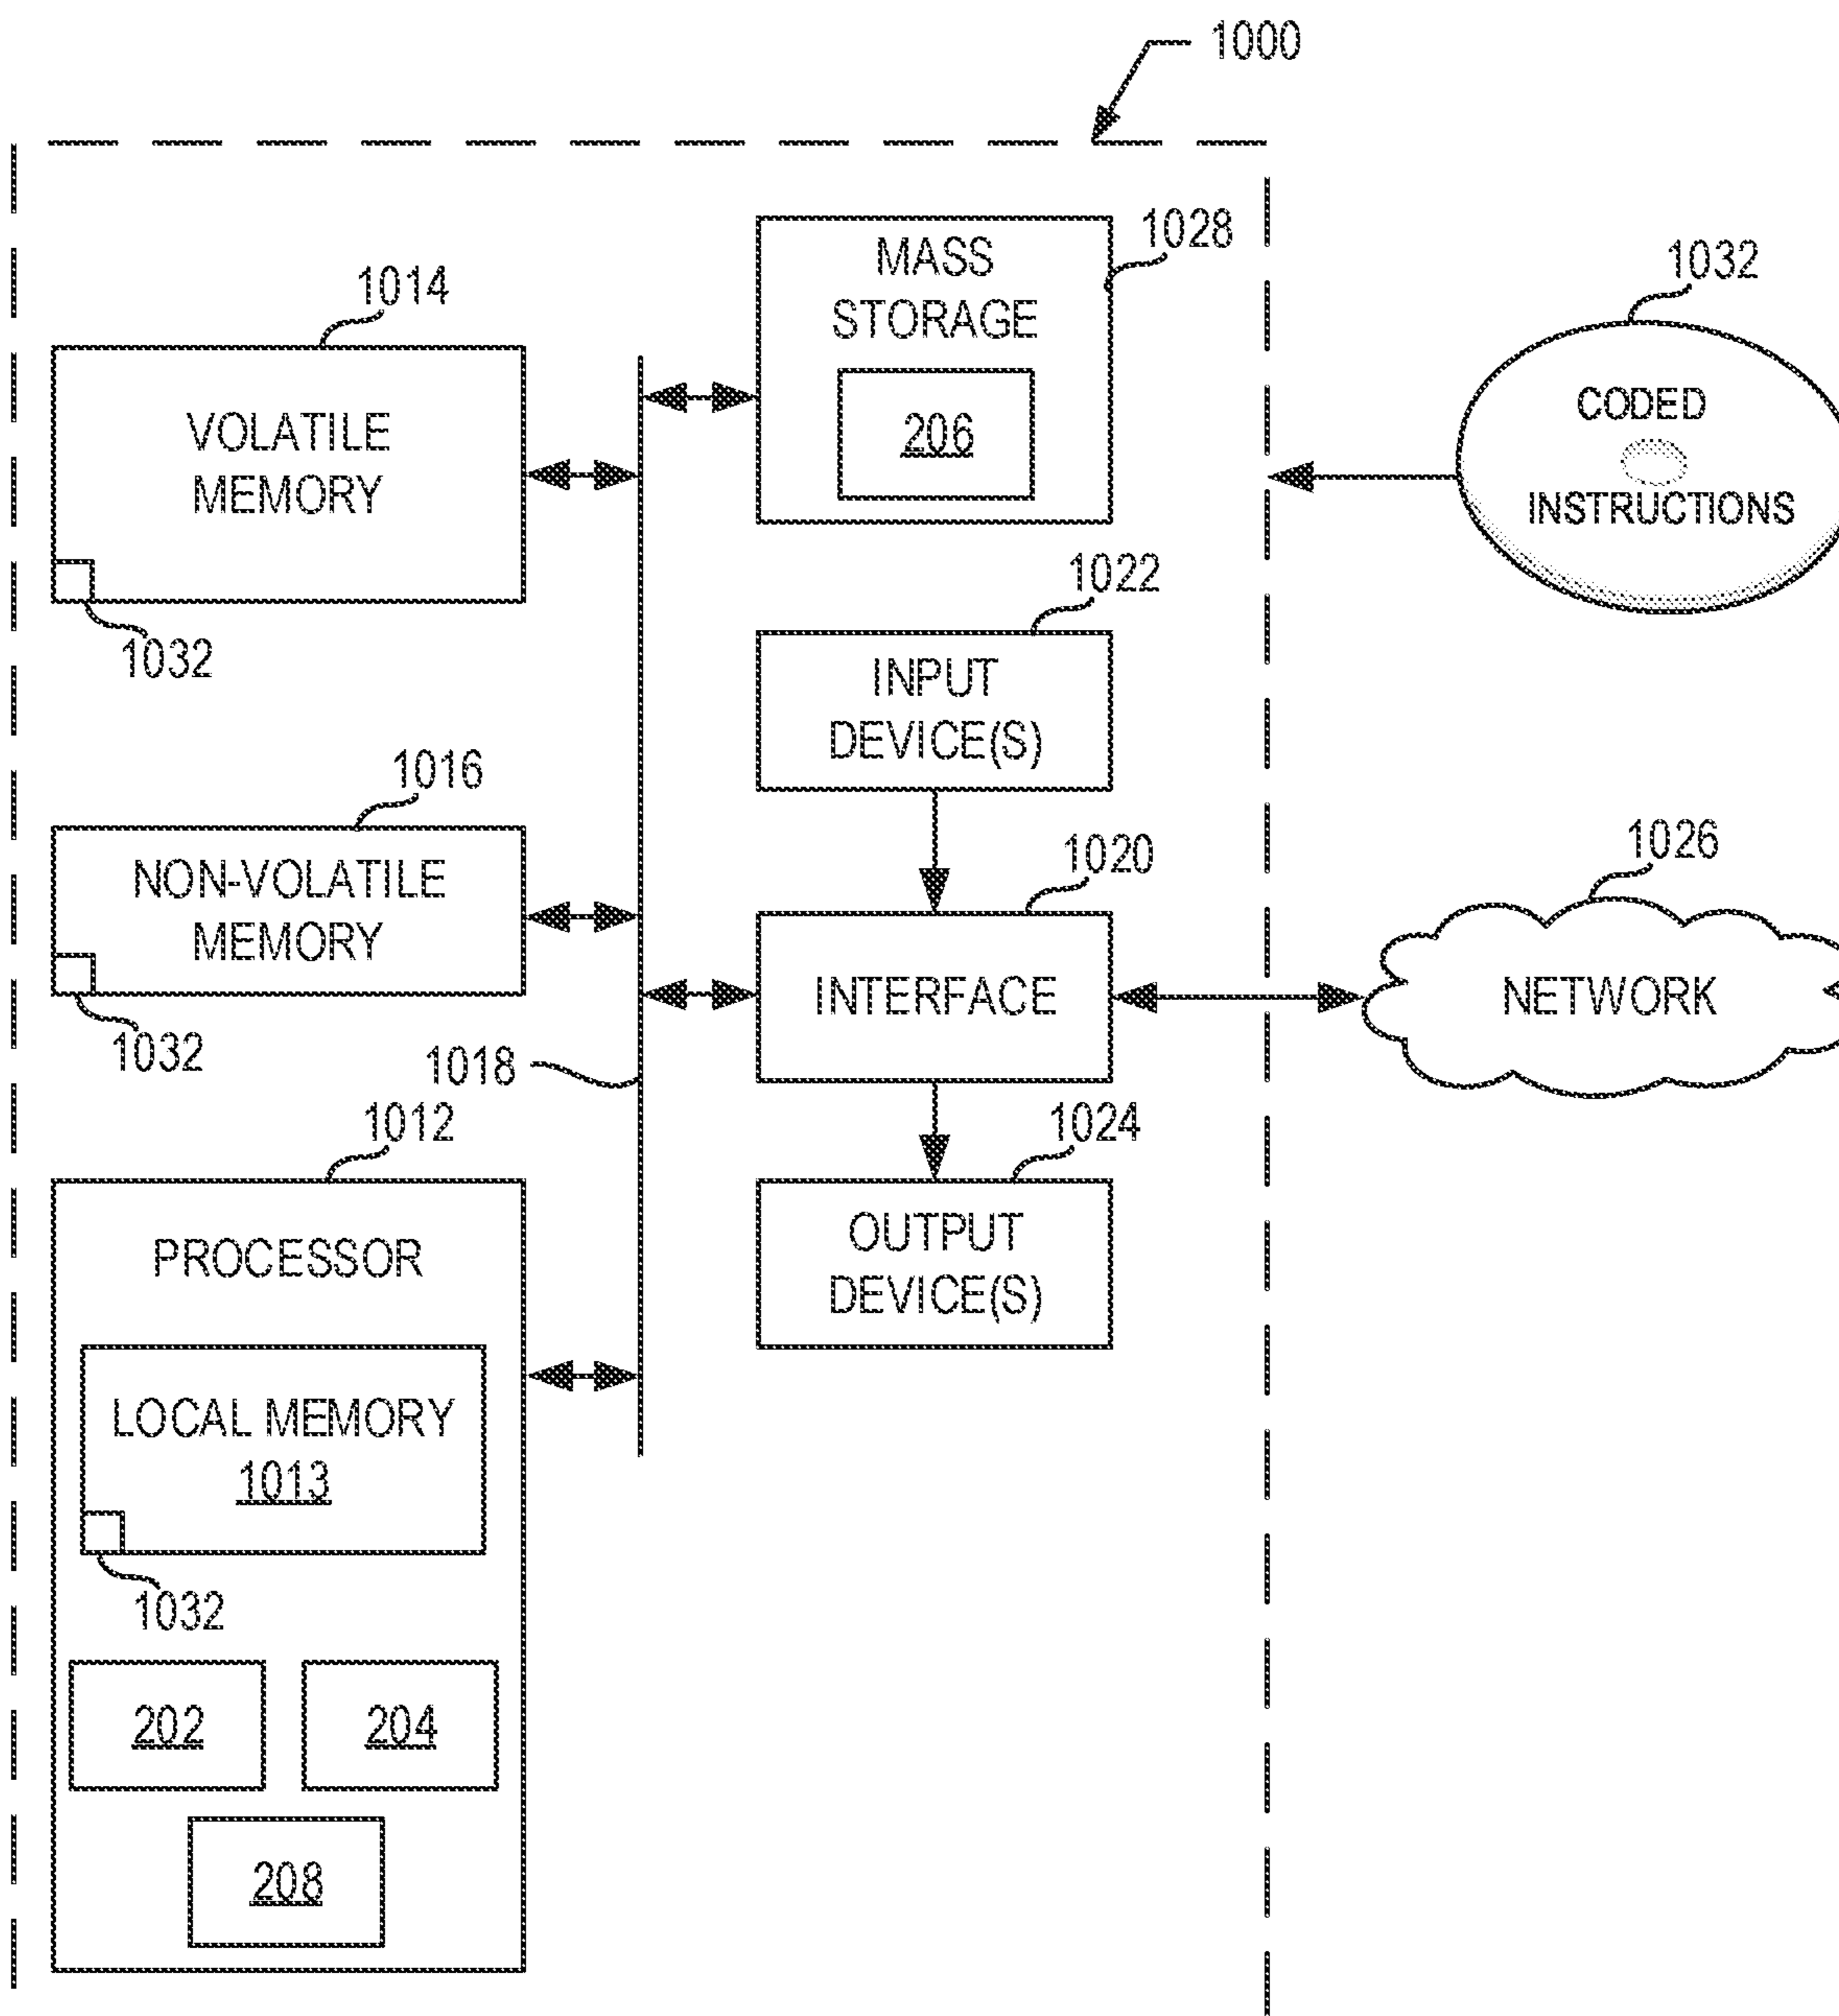 1000
1028
MASS
STORAGE
206
1014
VOLATILE
MEMORY
1032
1032
CODED
INSTRUCTIONS
1022
INPUT
DEVICE(S)
1016
NON-VOLATILE
MEMORY
1032
1020
INTERFACE
1026
NETWORK
1018
1012
PROCESSOR
LOCAL MEMORY
1013
1032
202
204
208
1024
OUTPUT
DEVICE(S)